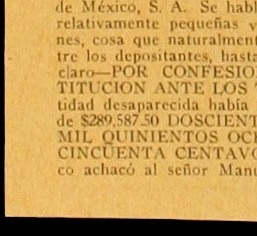 de México, S. A. Se habl
relativamente pequeñas y
nes, cosa que naturalment
tre los depositantes, hasta
claro—POR CONFESIO
TITUCION ANTE LOS
tidad desaparecida había
de $289,587.50 DOSCIENT
MIL QUINIENTOS OCH
CINCUENTA CENTAVO
co achacó al señor Manu